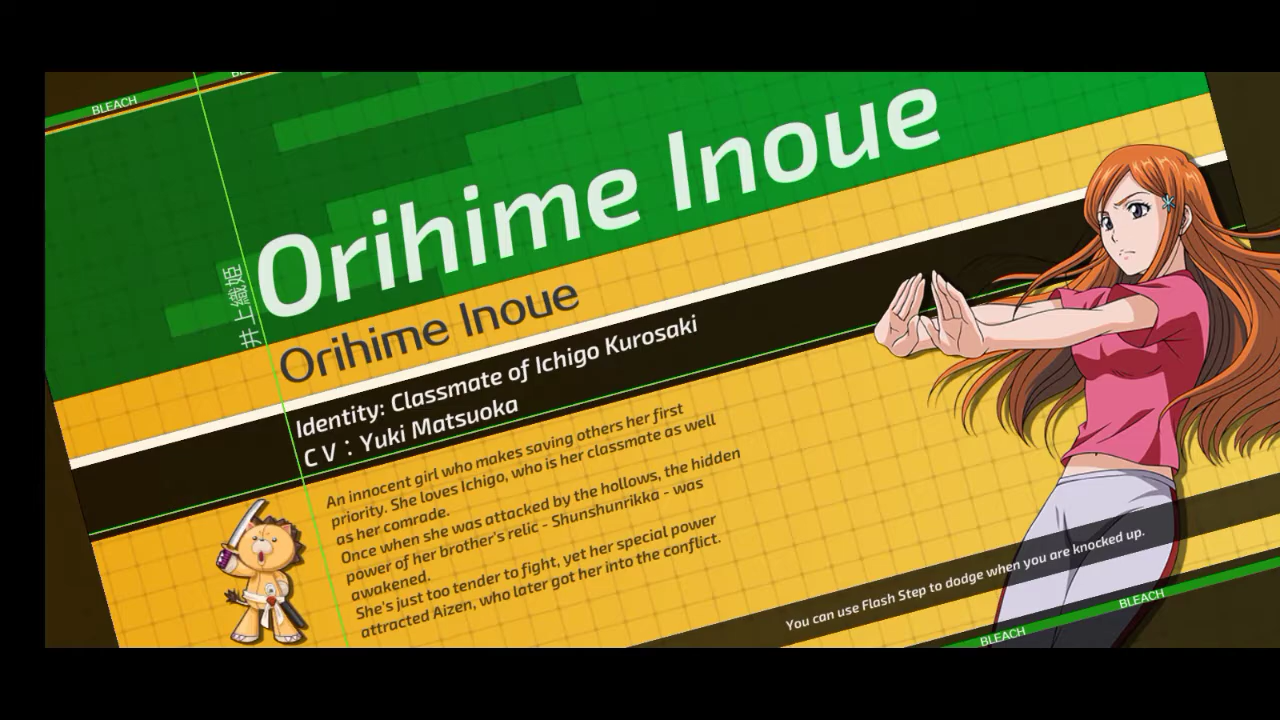 BLEACH
Orihime Inoue
井上織姫
Orihime Inoue
Identity: Classmate of Ichigo Kurosaki
CV：Yuki Matsuoka
An innocent girl who makes saving others her first
priority. She loves Ichigo, who is her classmate as well
as her comrade.
Once when she was attacked by the hollows, the hidden
power of her brother's relic - Shunshunrikka - was
awakened.
She's just too tender to fight, yet her special power
attracted Aizen, who later got her into the conflict.
You can use Flash Step to dodge when you are knocked up.
BLEACH
BLEACH